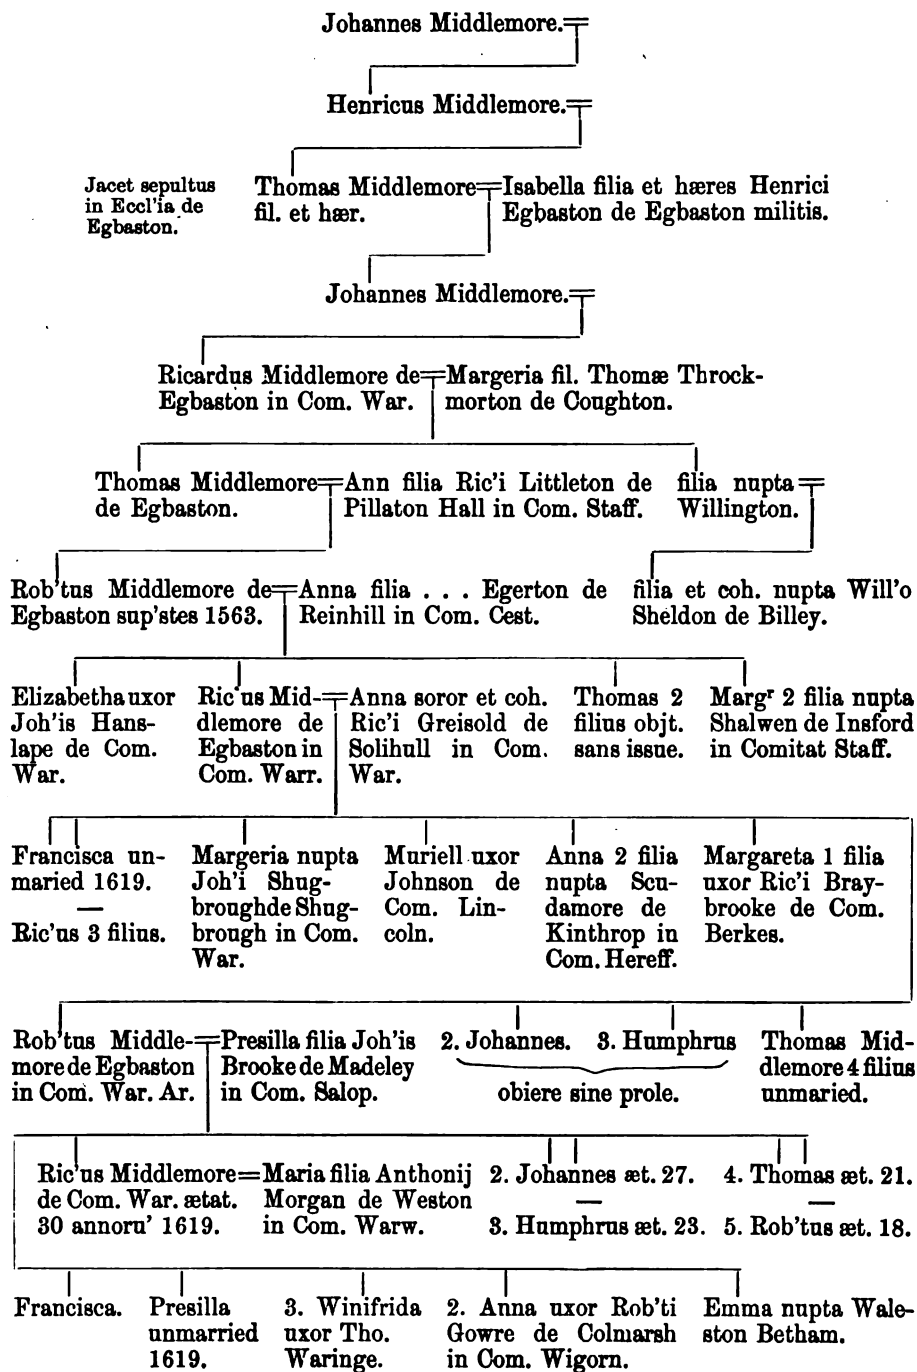 Johannes Middlemore.
Henricus Middlemore.
Jacet sepultus
in Eccl'ia de
Egbaston.
Thomas Middlemore
fil. et hær.
Isabella filia et hæres Henrici
Egbaston de Egbaston militis.
Johannes Middlemore.
Ricardus Middlemore de
Egbaston in Com. War.
Margeria fil. Thomæ Throck-
morton de Coughton.
Thomas Middlemore
de Egbaston.
Ann filia Ric'i Littleton de
Pillaton Hall in Com. Staff.
filia nupta
Willington.
Rob'tus Middlemore de
Egbaston sup'stes 1563.
Anna filia . . . Egerton de
Reinhill in Com. Cest.
filia et coh. nupta Will'o
Sheldon de Billey.
Elizabetha uxor
Joh'is Hans-
lape de Com.
War.
Ric'us Mid-
dlemore de
Egbaston in
Com. Warr.
Anna soror et coh.
Ric'i Greisold de
Solihull in Com.
War.
Thomas 2
filius objt.
sans issue.
Margʳ 2 filia nupta
Shalwen de Insford
in Comitat Staff.
Francisca un-
maried 1619.
—
Ric'us 3 filius.
Margeria nupta
Joh'i Shug-
broughde Shug-
brough in Com.
War.
Muriell uxor
Johnson de
Com. Lin-
coln.
Anna 2 filia
nupta Scu-
damore de
Kinthrop in
Com. Hereff.
Margareta 1 filia
uxor Ric'i Bray-
brooke de Com.
Berkes.
Rob'tus Middle-
more de Egbaston
in Com. War. Ar.
Presilla filia Joh'is
Brooke de Madeley
in Com. Salop.
2. Johannes. 3. Humphrus
obiere sine prole.
Thomas Mid-
dlemore 4 filius
unmaried.
Ric'us Middlemore
de Com. War. ætat.
30 annoru' 1619.
Maria filia Anthonij
Morgan de Weston
in Com. Warw.
2. Johannes æt. 27.
—
3. Humphrus æt. 23.
4. Thomas æt. 21.
—
5. Rob'tus æt. 18.
Francisca.
Presilla
unmarried
1619.
3. Winifrida
uxor Tho.
Waringe.
2. Anna uxor Rob'ti
Gowre de Colmarsh
in Com. Wigorn.
Emma nupta Wale-
ston Betham.